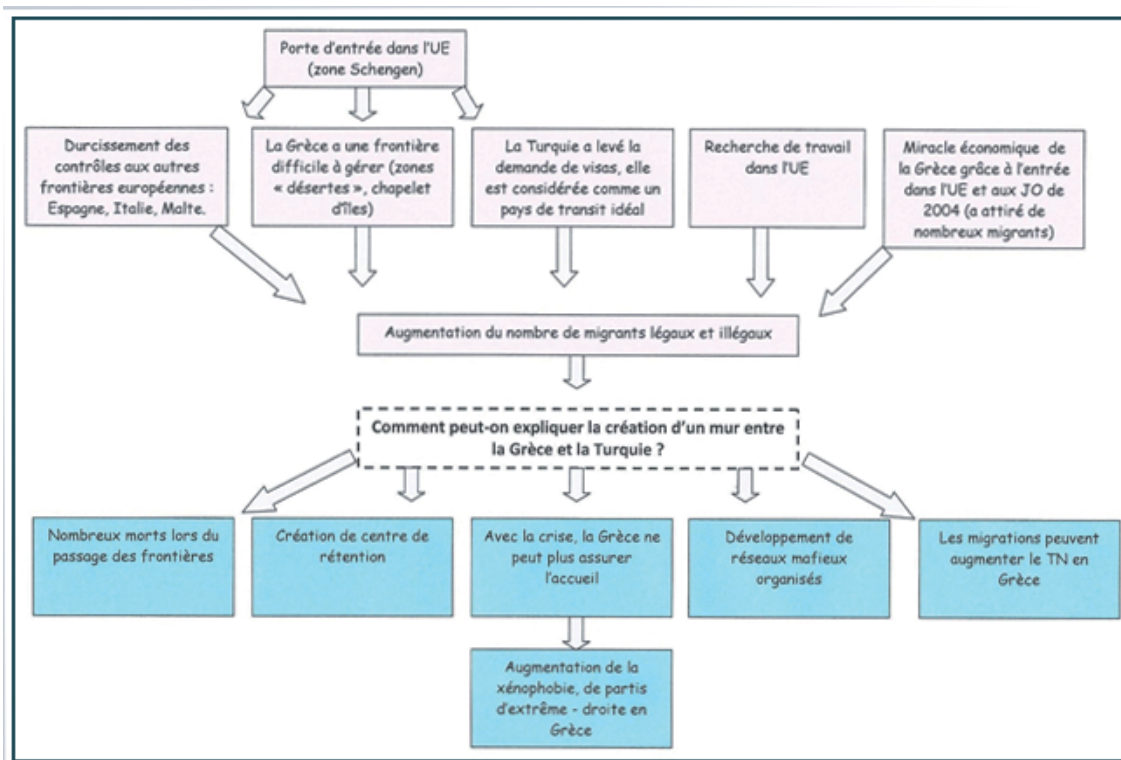 Porte d'entrée dans l'UE
(zone Schengen)
Durcissement des
contrôles aux autres
frontières européennes :
Espagne, Italie, Malte.
La Grèce a une frontière
difficile à gérer (zones
« désertes », chapelet
d'îles)
La Turquie a levé la
demande de visas, elle
est considérée comme un
pays de transit idéal
Recherche de travail
dans l'UE
Miracle économique de
la Grèce grâce à l'entrée
dans l'UE et aux JO de
2004 (a attiré de
nombreux migrants)
Augmentation du nombre de migrants légaux et illégaux
Comment peut-on expliquer la création d'un mur entre
la Grèce et la Turquie ?
Nombreux morts lors du
passage des frontières
Création de centre de
rétention
Avec la crise, la Grèce ne
peut plus assurer
l'accueil
Développement de
réseaux mafieux
organisés
Les migrations peuvent
augmenter le TN en
Grèce
Augmentation de la
xénophobie, de partis
d'extrême - droite en
Grèce